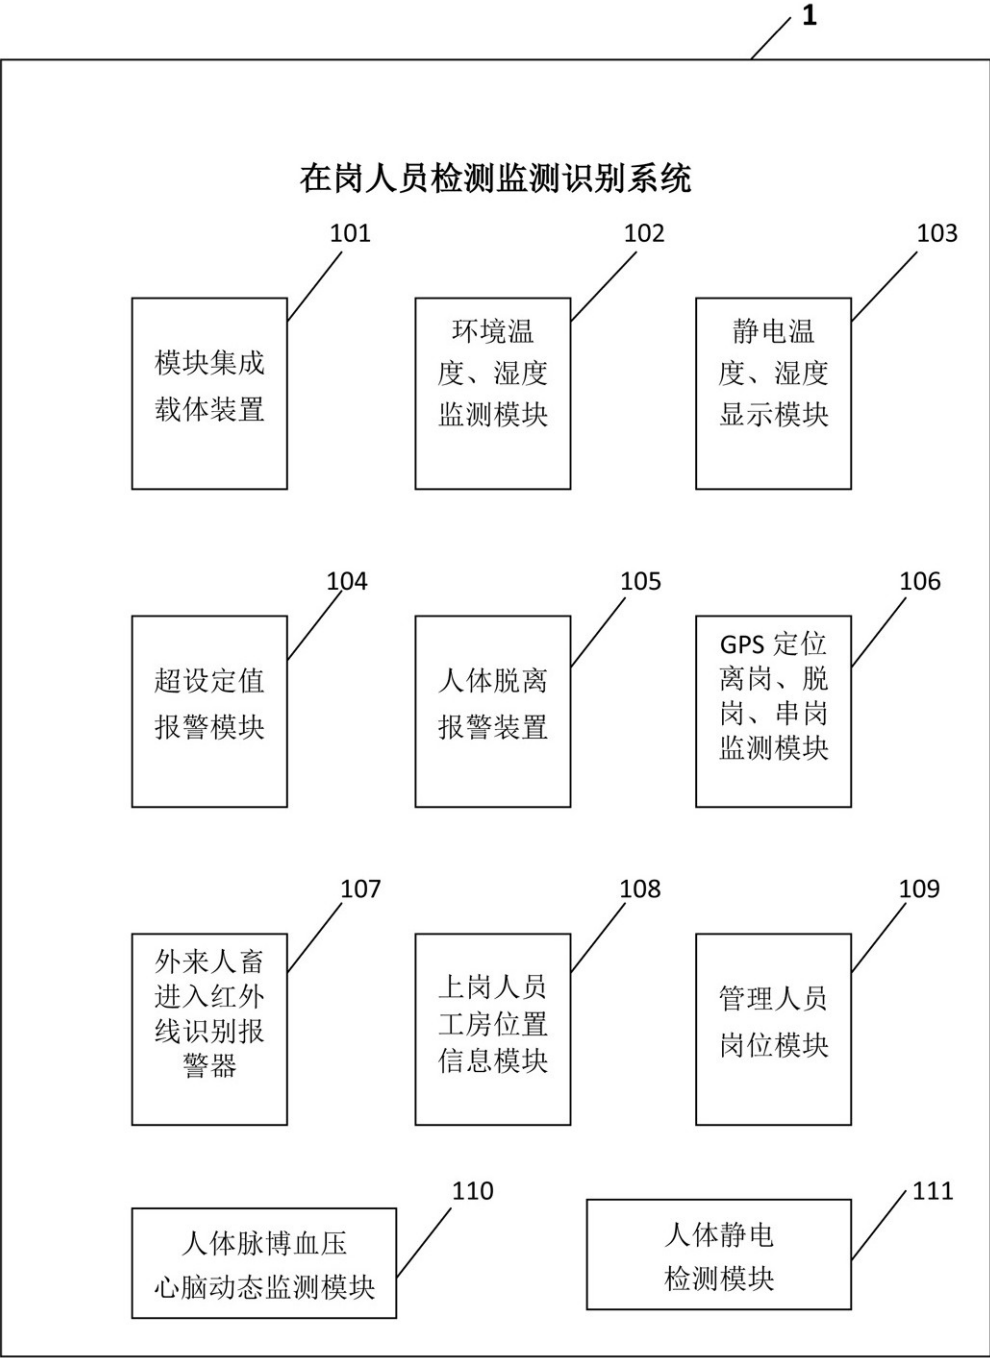 1
在岗人员检测监测识别系统
101
102
103
模块集成
载体装置
环境温
度、湿度
监测模块
静电温
度、湿度
显示模块
104
105
106
超设定值
报警模块
人体脱离
报警装置
GPS 定位
离岗、脱
岗、串岗
监测模块
107
108
109
外来人畜
进入红外
线识别报
警器
上岗人员
工房位置
信息模块
管理人员
岗位模块
110
111
人体脉博血压
心脑动态监测模块
人体静电
检测模块